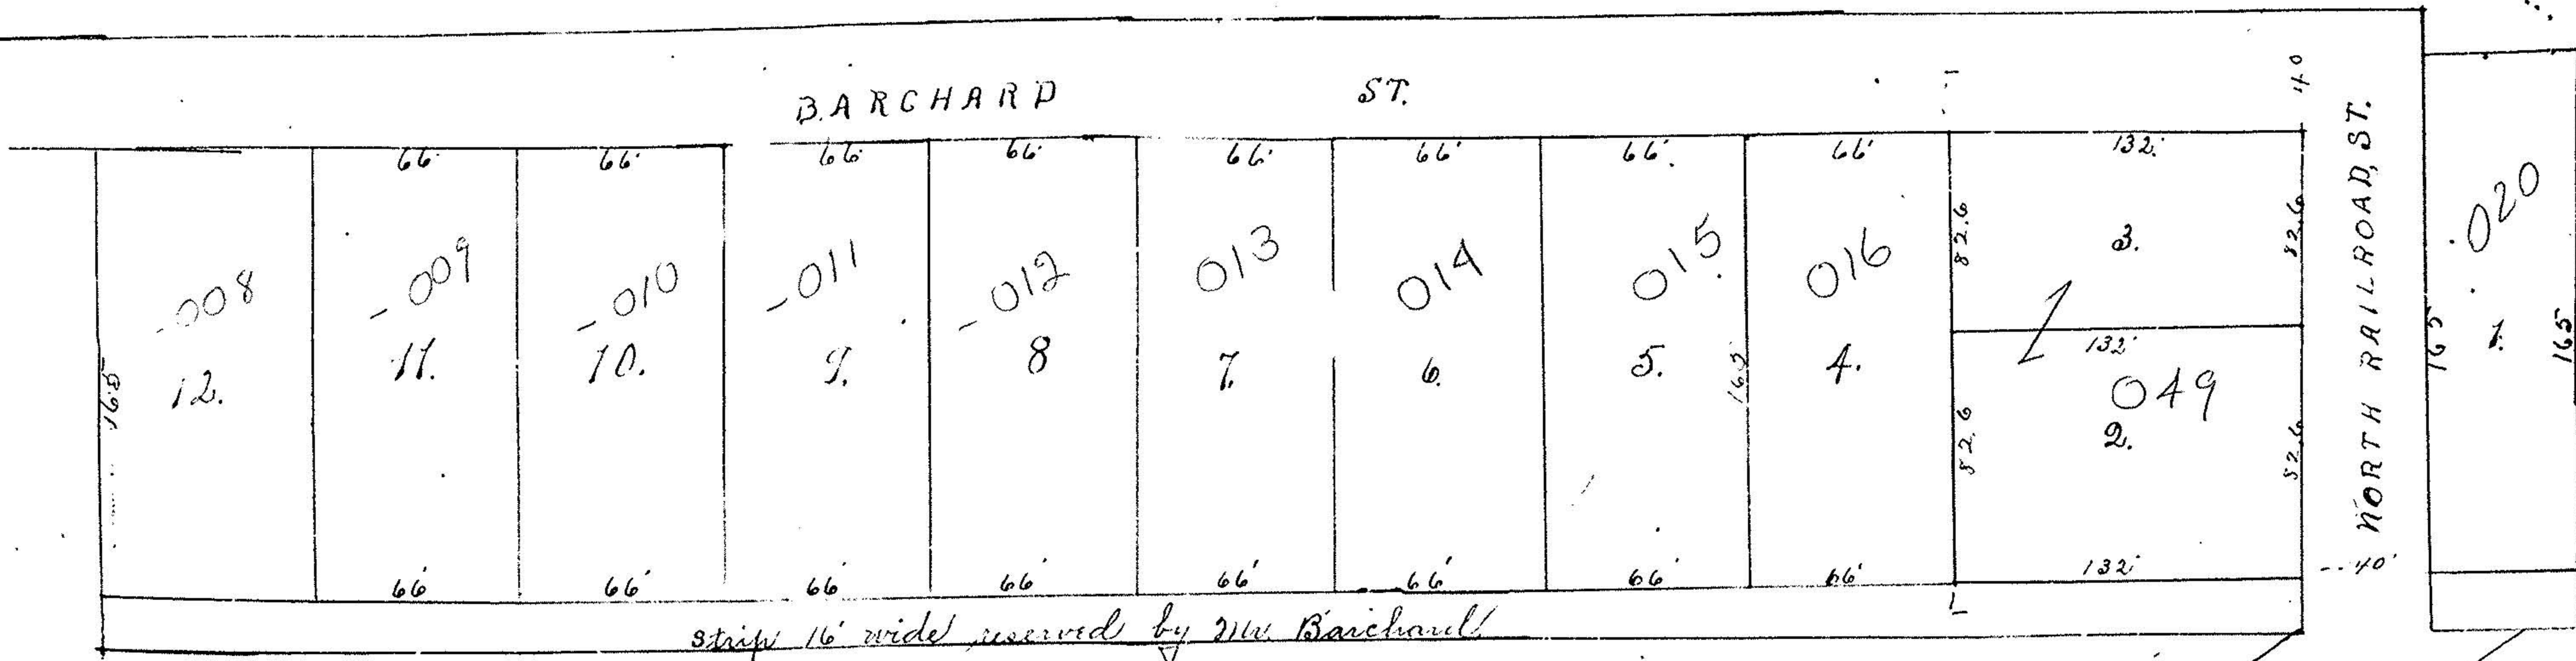 BARCHARD ST.
40
66' 66' 66' 66' 66' 66' 66' 66' 132'
-008 -009 -010 -011 -012 013 014 015 016
82.6 3. 82.6
12. 11. 10. 9. 8 7. 6. 5. 4.
165 165
132'
049
82.6 2. 82.6
66' 66' 66' 66' 66' 66' 66' 66' 132' 40'
strip 16' wide reserved by Mr. Barchard
NORTH RAILROAD, ST.
020
165 1. 165